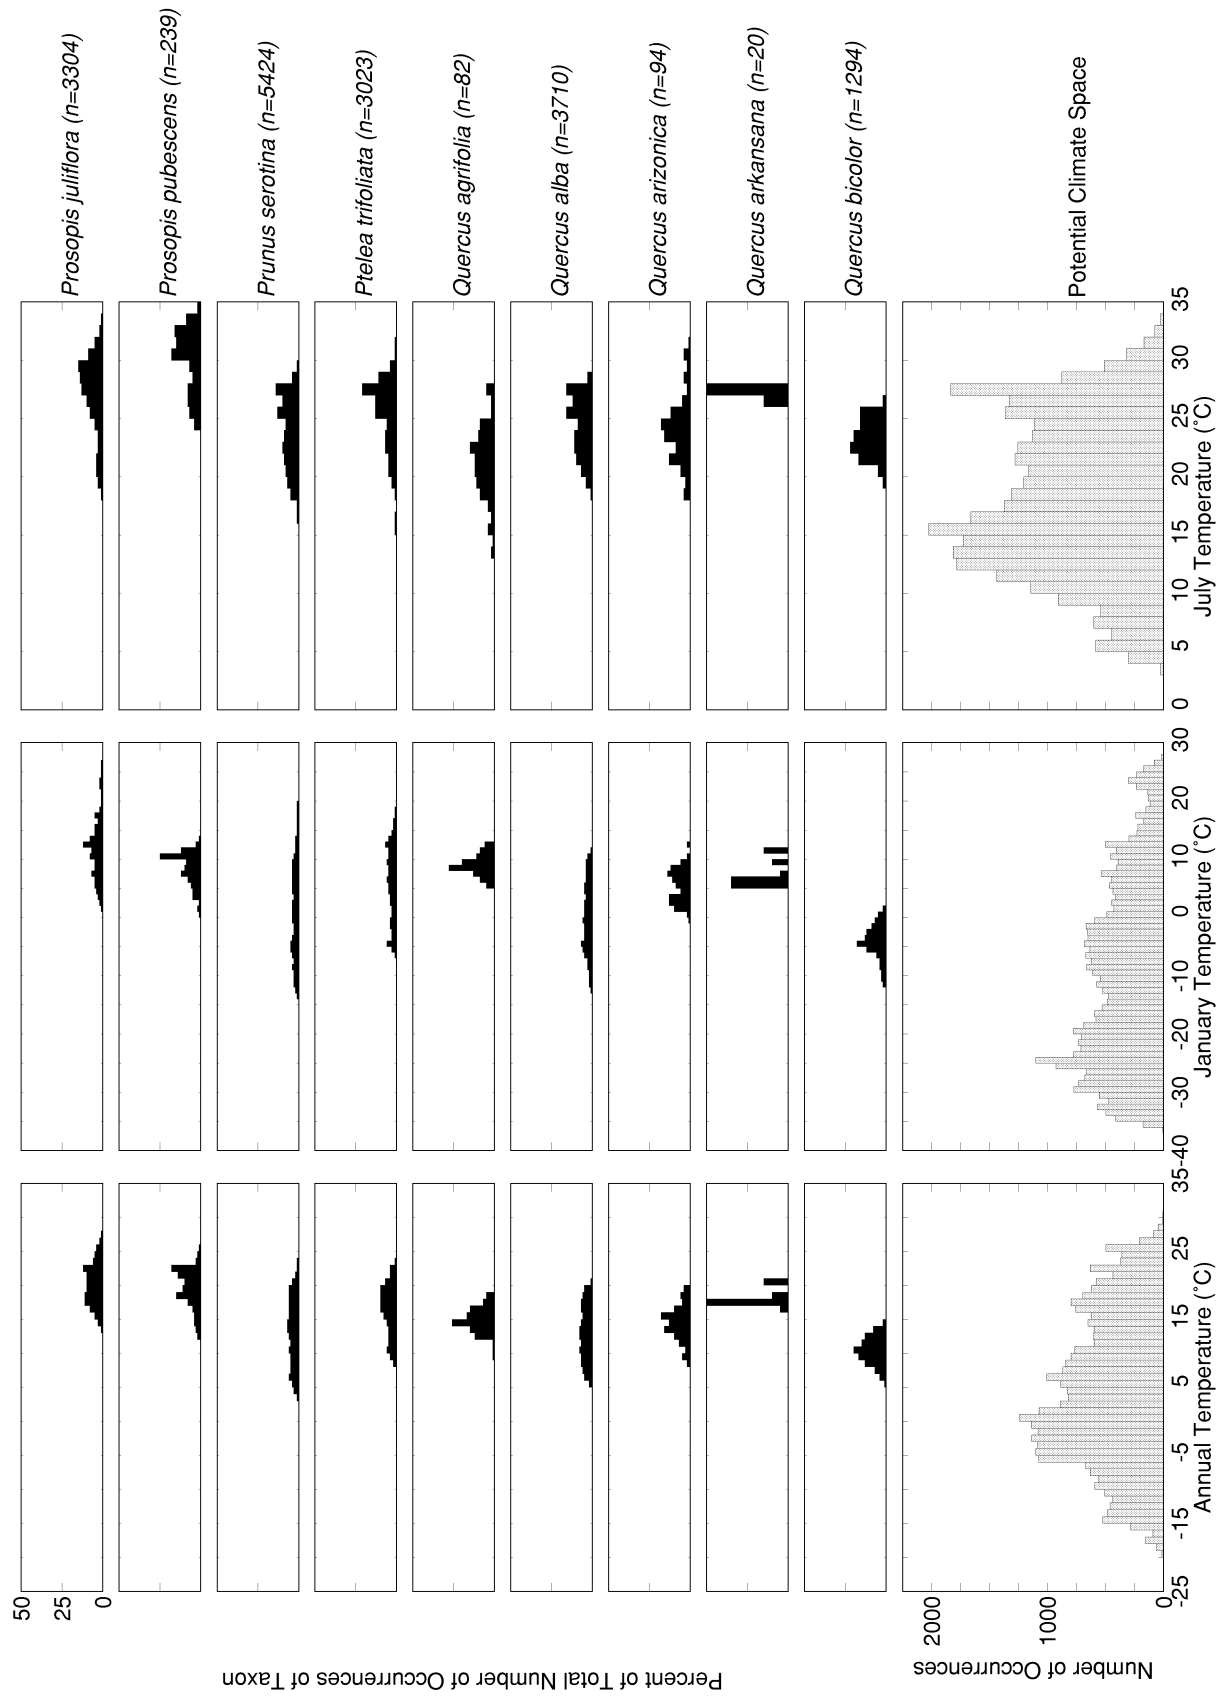 Prosopis juliflora (n=3304)
Prosopis pubescens (n=239)
Prunus serotina (n=5424)
Ptelea trifoliata (n=3023)
Quercus agrifolia (n=82)
Quercus alba (n=3710)
Quercus arizonica (n=94)
Quercus arkansana (n=20)
Quercus bicolor (n=1294)
Potential Climate Space
50
25
0
Percent of Total Number of Occurrences of Taxon
2000
1000
0
Number of Occurrences
-25 -15 -5 5 15 25 35
Annual Temperature (˚C)
-40 -30 -20 -10 0 10 20 30
January Temperature (˚C)
0 5 10 15 20 25 30 35
July Temperature (˚C)